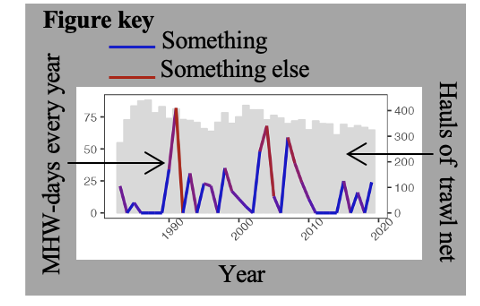 Figure key
Something
Something else
MHW-days every year
75
50
25
0
400
300
200
100
0
Hauls of trawl net
1990
2000
2010
2020
Year